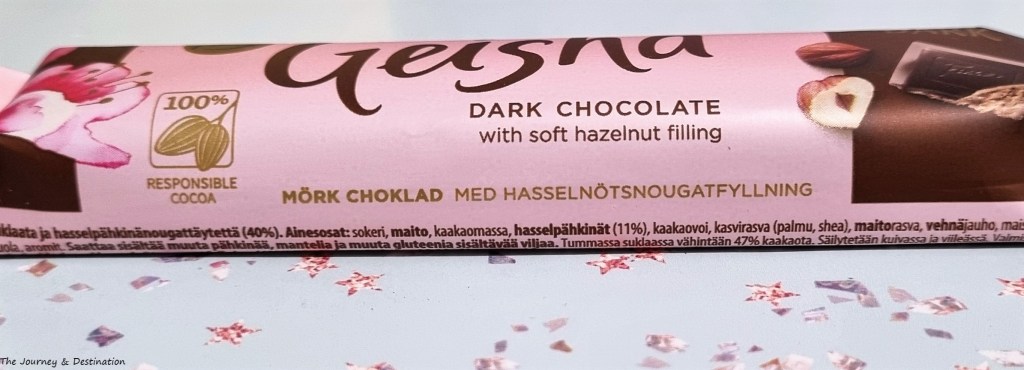 Geisha
DARK
100%
DARK CHOCOLATE
with soft hazelnut filling
RESPONSIBLE
COCOA
MÖRK CHOKLAD MED HASSELNÖTSNOUGATFYLLNING
ja hasselpähkinänougattäytettä (40%). Ainesosat: sokeri, maito, kaakaomassa, hasselpähkinät (11%), kaakaovoi, kasvirasva (palmu, shea), maitorasva, vehnäjauho,
aromit. Saattaa sisältää muuta pähkinää, mantelia ja muuta gluteenia sisältävää viljaa. Tummassa suklaassa vähintään 47% kaakaota. Säilytetään kuivassa ja viileässä.
The Journey & Destination